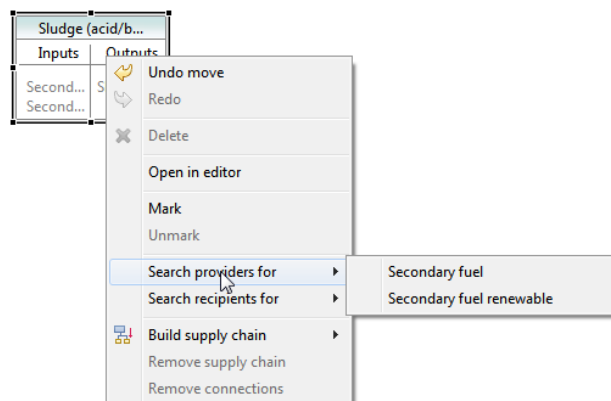 Sludge (acid/b...
Inputs Outputs
Second... S
Second...
Undo move
Redo
Delete
Open in editor
Mark
Unmark
Search providers for Secondary fuel
Search recipients for Secondary fuel renewable
Build supply chain
Remove supply chain
Remove connections